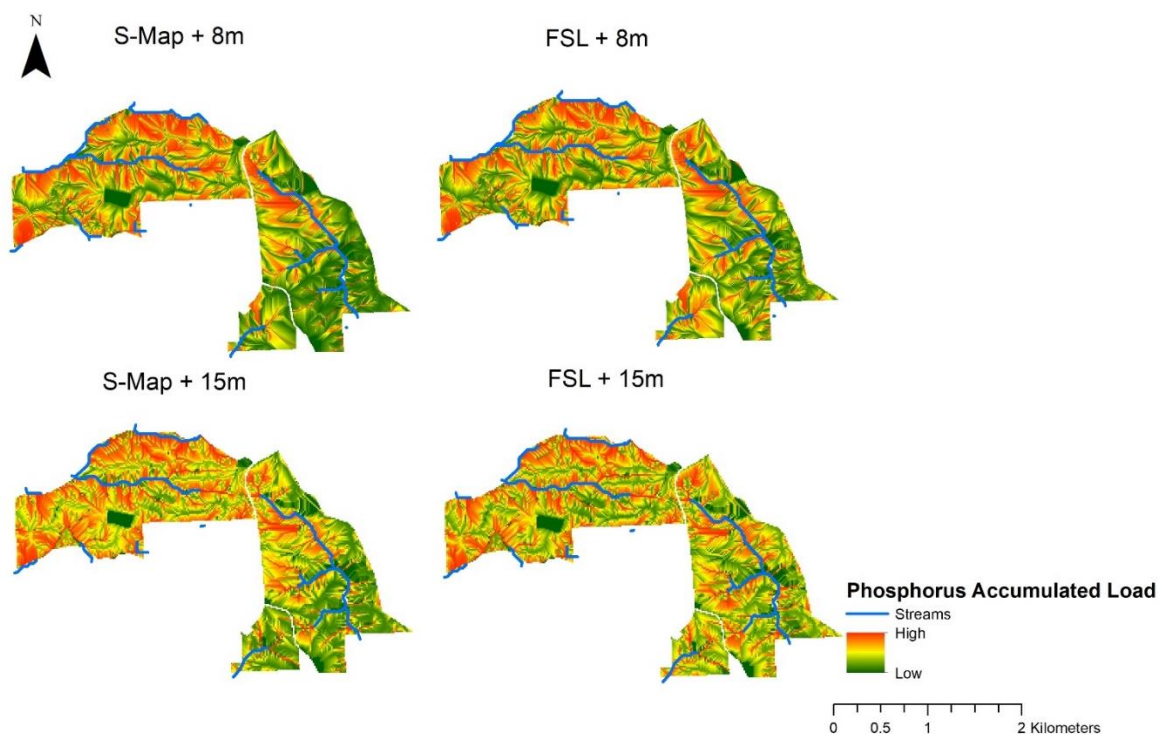 N
S-Map + 8m
FSL + 8m
S-Map + 15m
FSL + 15m
Phosphorus Accumulated Load
Streams
High
Low
0 0.5 1 2 Kilometers